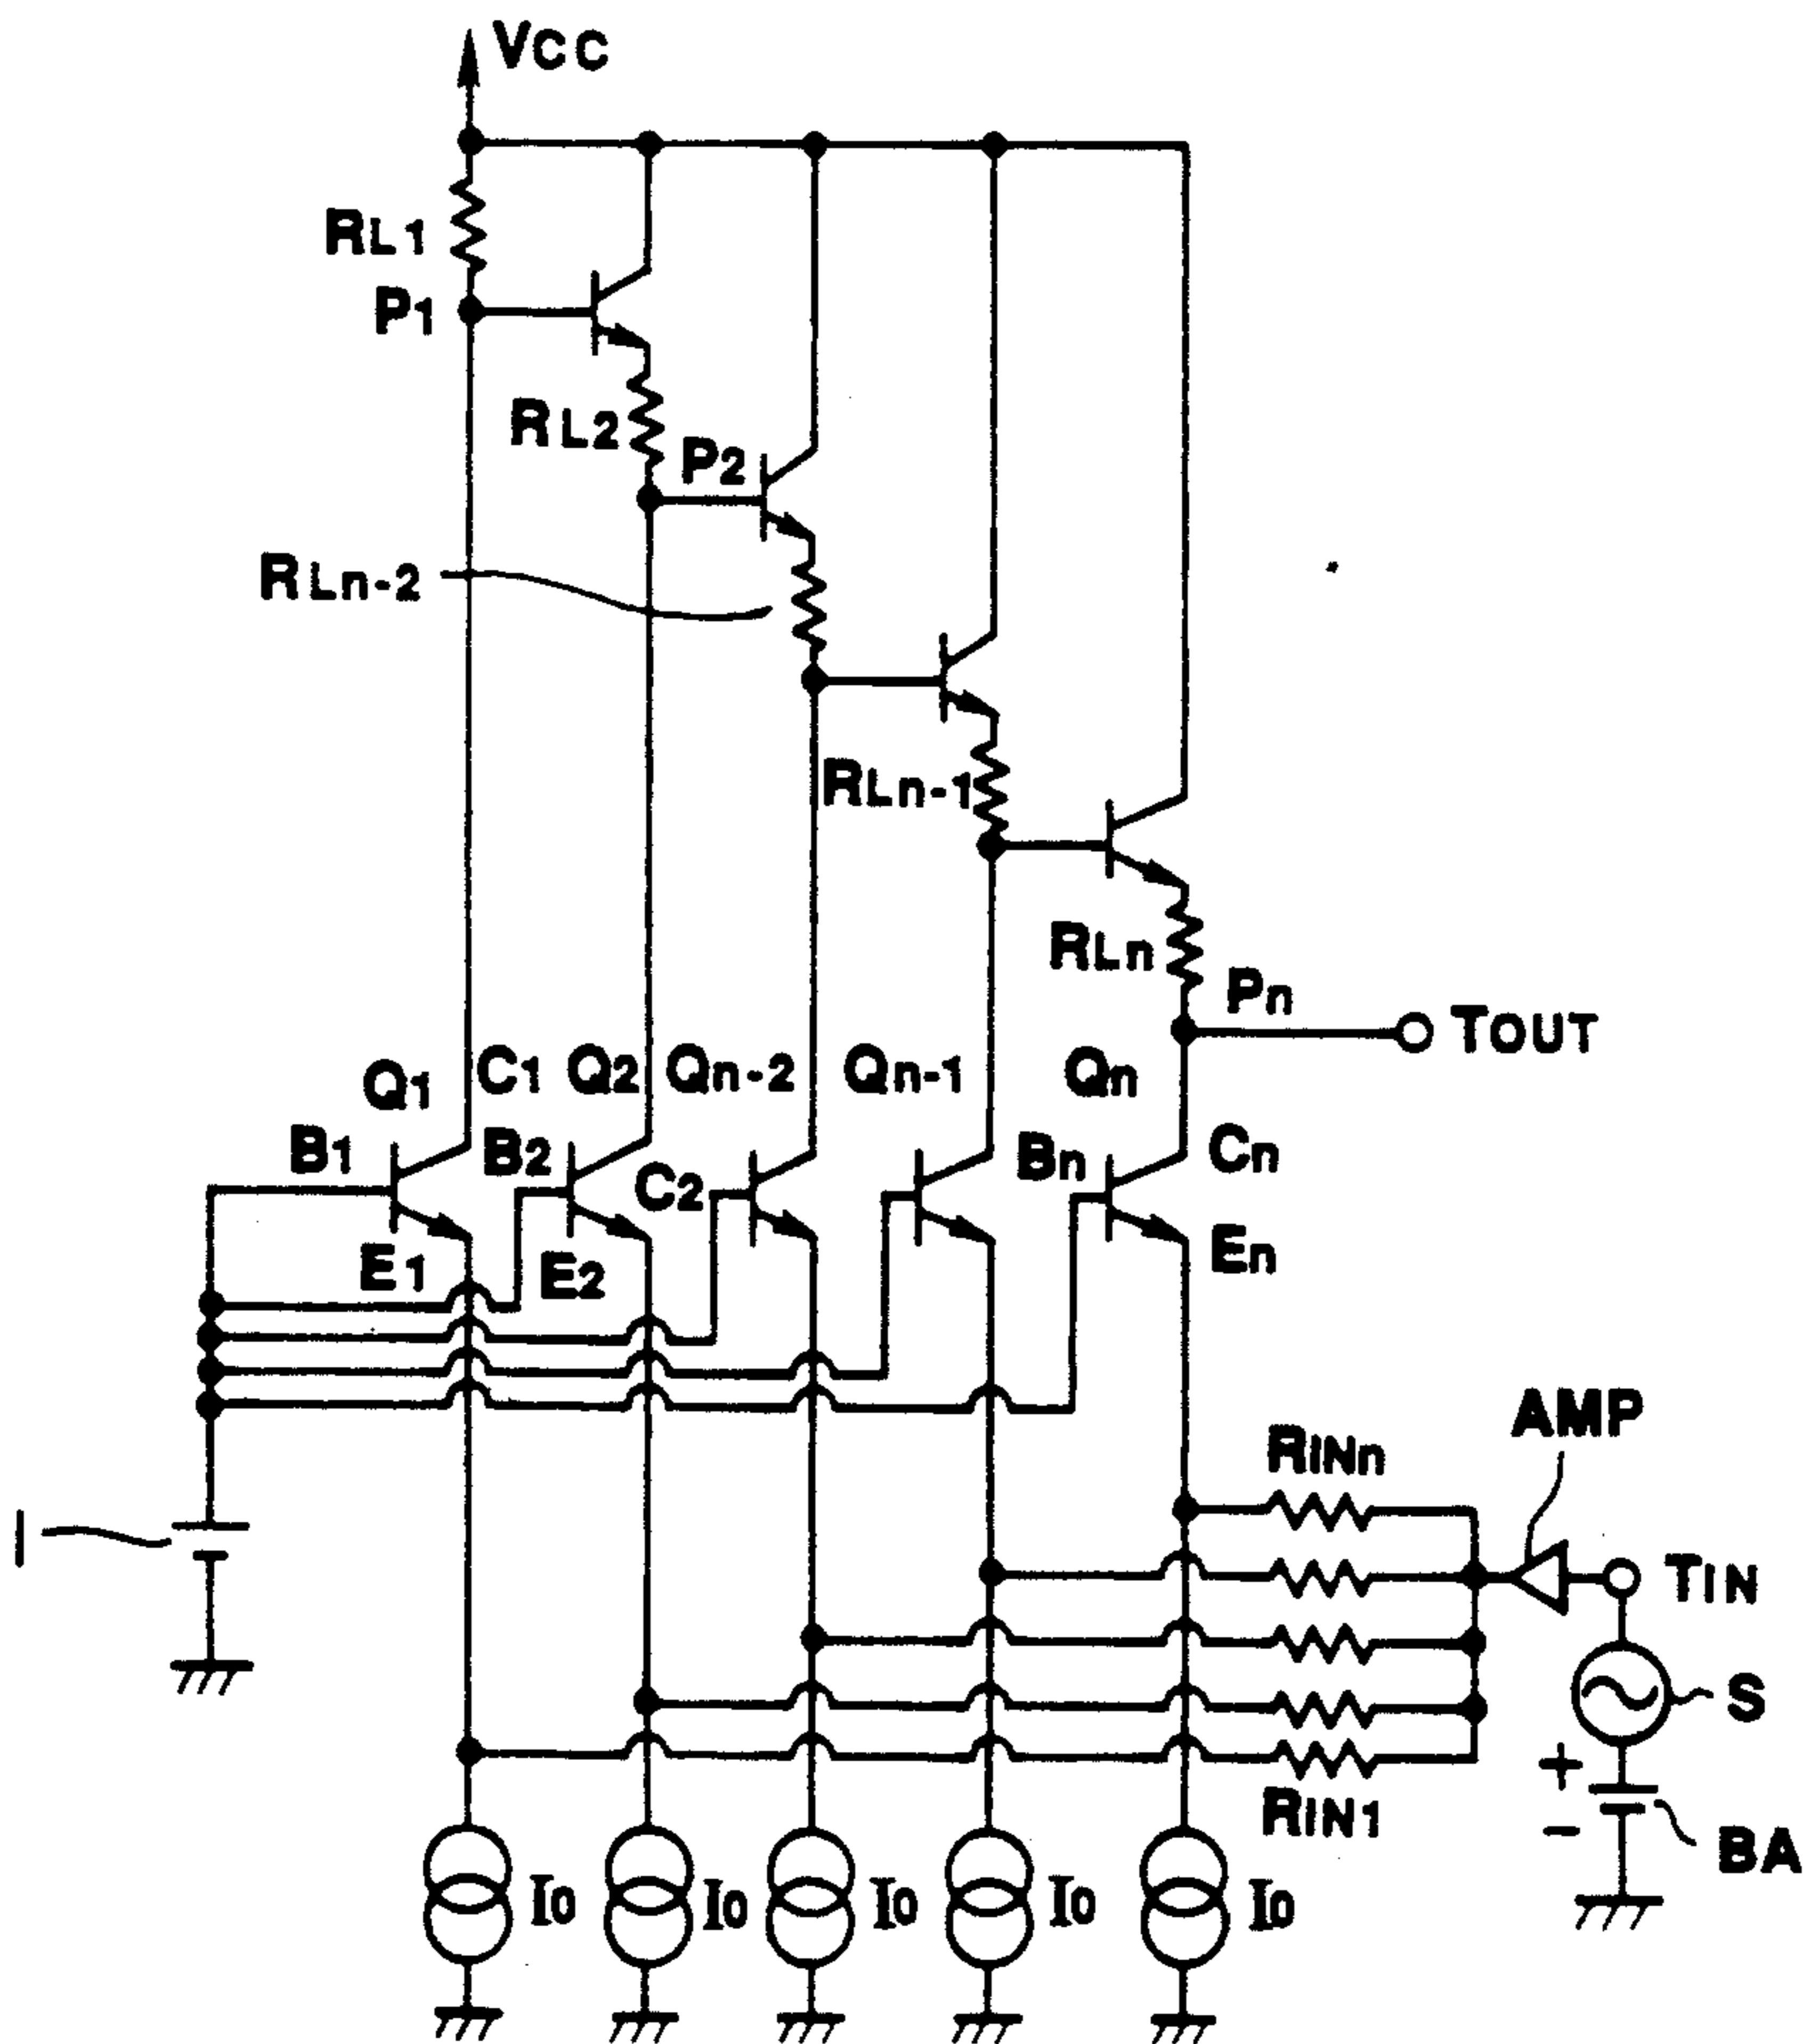 VCC
RL1
P1
RL2
P2
RLn-2
RLn-1
RLn
Pn
TOUT
Q1
C1
Q2
Qn-2
Qn-1
Qn
B1
B2
C2
Bn
Cn
E1
E2
En
AMP
RINn
1
TIN
S
RIN1
+
−
BA
I0
I0
I0
I0
I0